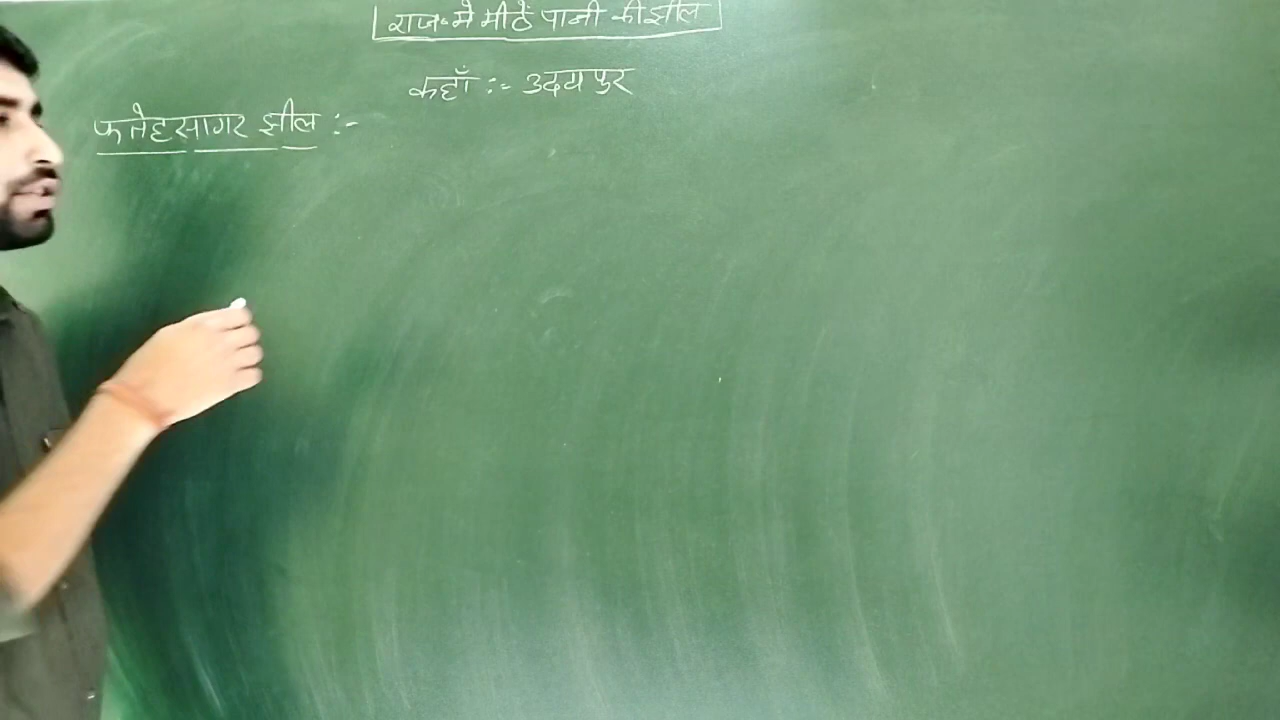 राज॰ में मीठें पानी की झील
कहाँ :- उदयपुर
फतेहसागर झील :-